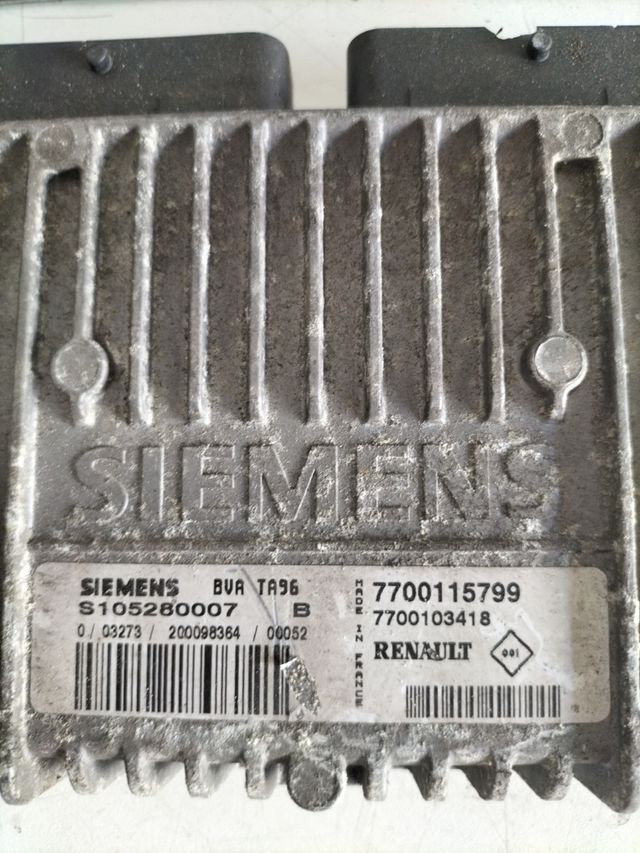 SIEMENS
SIEMENS BVA TA96
S105280007 B
0/ 03273/ 200098364 /00052
MADE IN FRANCE
7700115799
7700103418
RENAULT 001